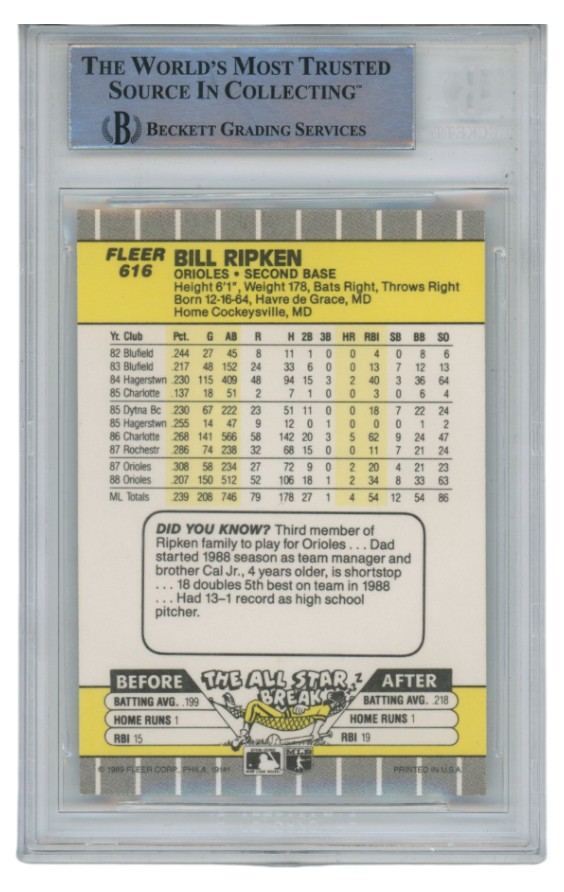 THE WORLD'S MOST TRUSTED
SOURCE IN COLLECTING™
B BECKETT GRADING SERVICES
FLEER BILL RIPKEN
616 ORIOLES • SECOND BASE
Height 6'1", Weight 178, Bats Right, Throws Right
Born 12-16-64, Havre de Grace, MD
Home Cockeysville, MD
Yr. Club Pct. G AB R H 2B 3B HR RBI SB BB SO
82 Blufield .244 27 45 8 11 1 0 0 4 0 8 6
83 Blufield .217 48 152 24 33 6 0 0 13 7 12 13
84 Hagerstwn .230 115 409 48 94 15 3 2 40 3 36 64
85 Charlotte .137 18 51 2 7 1 0 0 3 0 6 4
85 Dytna Bc .230 67 222 23 51 11 0 0 18 7 22 24
85 Hagerstwn .255 14 47 9 12 0 1 0 0 0 1 2
86 Charlotte .268 141 566 58 142 20 3 5 62 9 24 47
87 Rochestr .286 74 238 32 68 15 0 0 11 7 21 24
87 Orioles .308 58 234 27 72 9 0 2 20 4 21 23
88 Orioles .207 150 512 52 106 18 1 2 34 8 33 63
ML Totals .239 208 746 79 178 27 1 4 54 12 54 86
DID YOU KNOW? Third member of
Ripken family to play for Orioles . . . Dad
started 1988 season as team manager and
brother Cal Jr., 4 years older, is shortstop
. . . 18 doubles 5th best on team in 1988
. . . Had 13–1 record as high school
pitcher.
BEFORE THE ALL STAR BREAK AFTER
BATTING AVG. .199 BATTING AVG. .218
HOME RUNS 1 HOME RUNS 1
RBI 15 RBI 19
© 1989 FLEER CORP., PHILA. 19141 MLB PRINTED IN U.S.A.